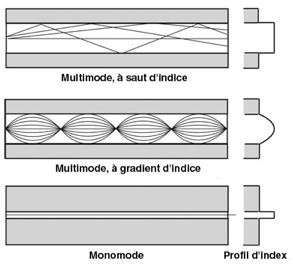 Multimode, à saut d'indice
Multimode, à gradient d'indice
Monomode
Profil d'index